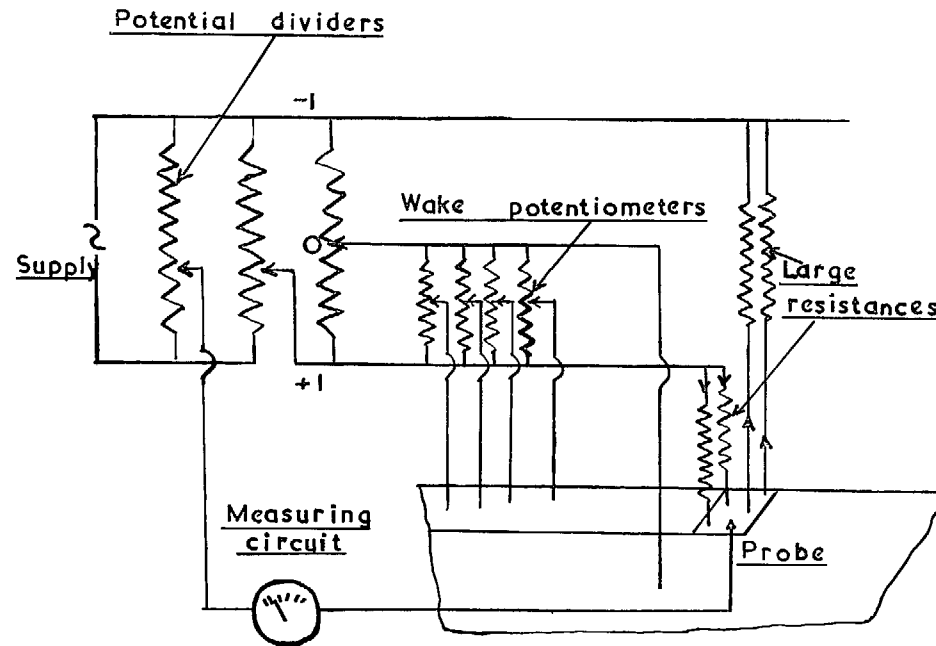 Potential dividers
-1
Wake potentiometers
Supply
Large
resistances
+1
Measuring
circuit
Probe